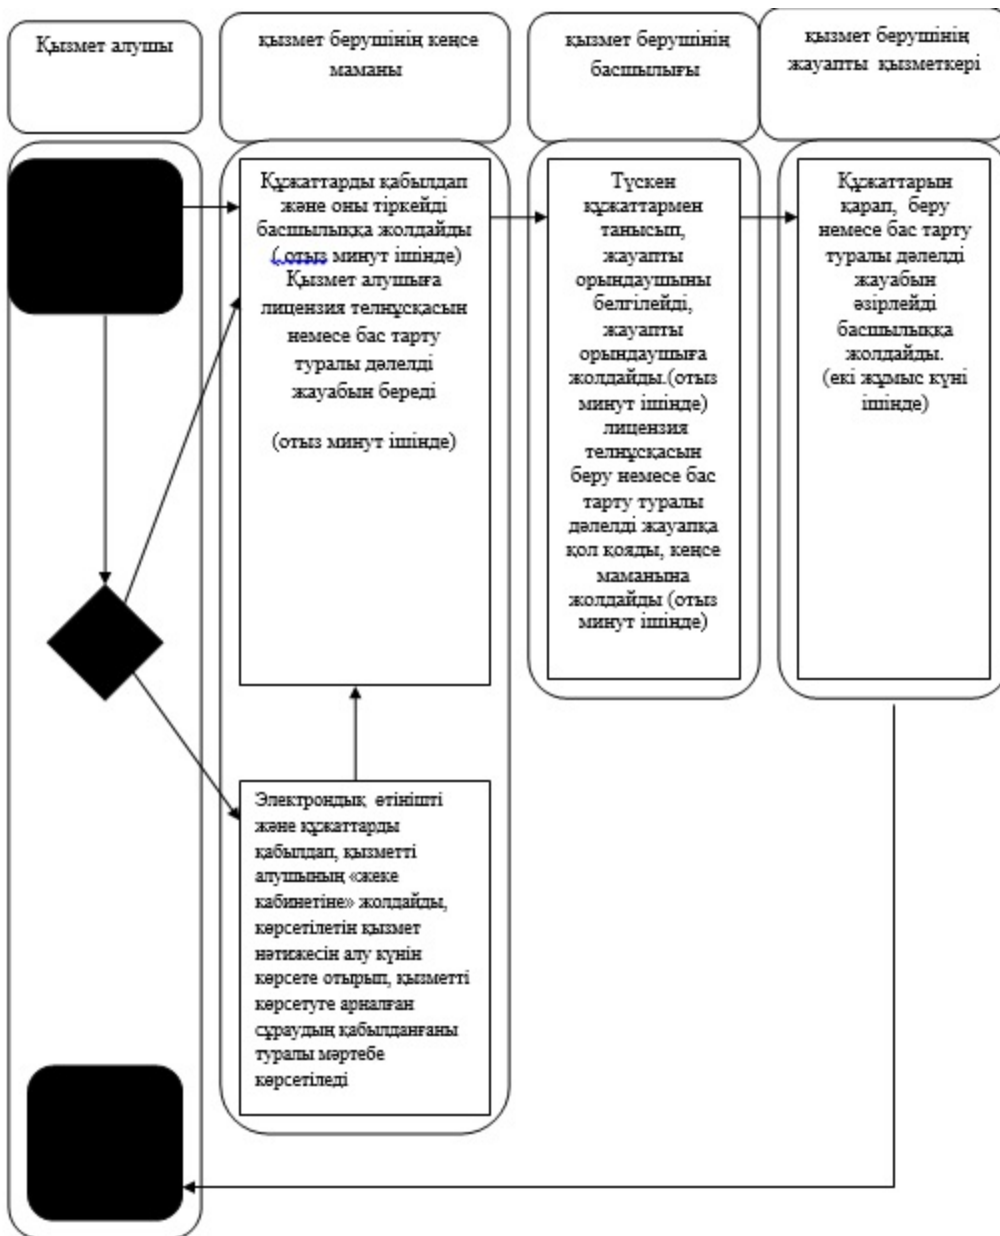 Қызмет алушы
қызмет берушінің кеңсе
маманы
қызмет берушінің
басшылығы
қызмет берушінің
жауапты қызметкері
Құжаттарды қабылдап
және оны тіркейді
басшылыққа жолдайды
( отыз минут ішінде)
Қызмет алушыға
лицензия телнұсқасын
немесе бас тарту
туралы дәлелді
жауабын береді
(отыз минут ішінде)
Түскен
құжаттармен
танысып,
жауапты
орындаушыны
белгілейді,
жауапты
орындаушыға
жолдайды.(отыз
минут ішінде)
лицензия
телнұсқасын
беру немесе бас
тарту туралы
дәлелді жауапқа
қол қояды, кеңсе
маманына
жолдайды (отыз
минут ішінде)
Құжаттарын
қарап, беру
немесе бас тарту
туралы дәлелді
жауабын
әзірлейді
басшылыққа
жолдайды.
(екі жұмыс күні
ішінде)
Электрондық өтінішті
және құжаттарды
қабылдап, қызметті
алушының «жеке
кабинетіне» жолдайды,
көрсетілетін қызмет
нәтижесін алу күнін
көрсете отырып, қызметті
көрсетуге арналған
сұраудың қабылданғаны
туралы мәртебе
көрсетіледі